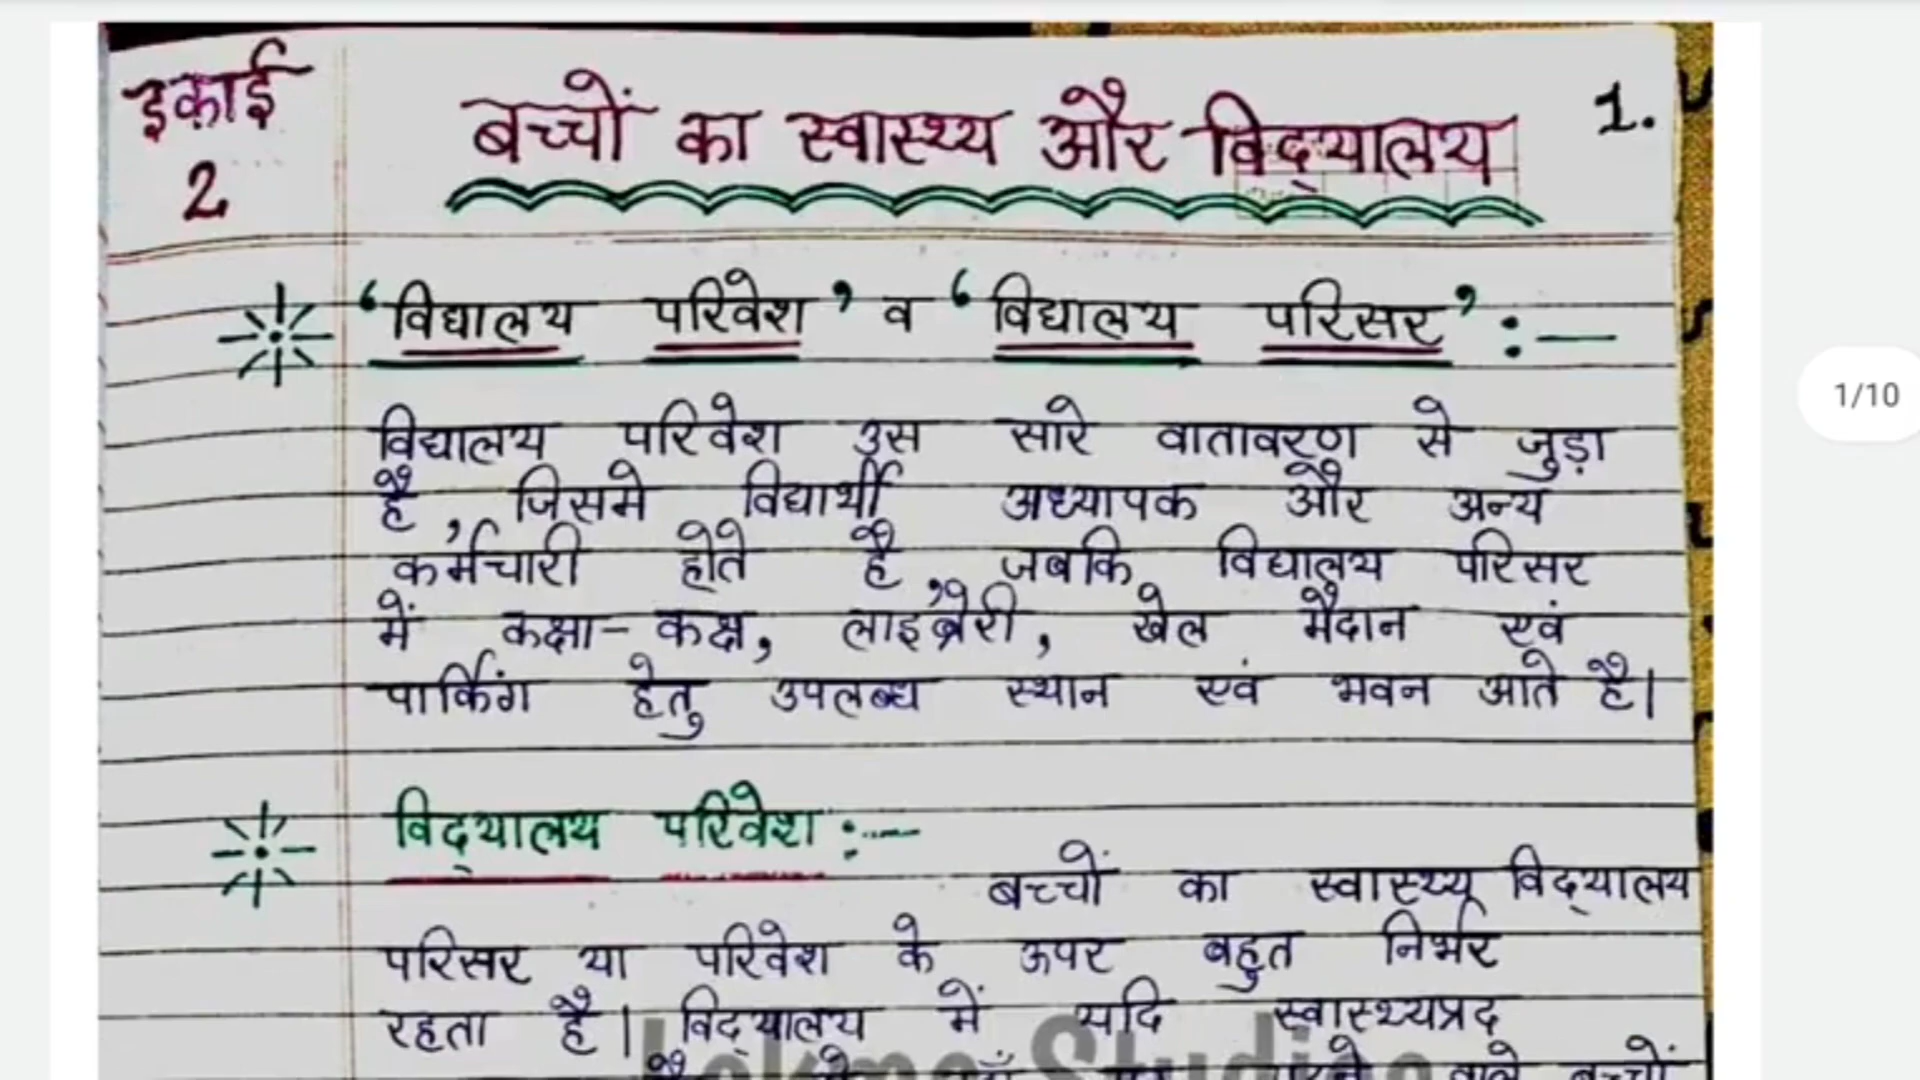 इकाई
2
बच्चों का स्वास्थ्य और विद्‌यालय
1.
‘विद्यालय परिवेश’ व ‘विद्यालय परिसर’ :—
1/10
विद्यालय परिवेश उस सारे वातावरण से जुड़ा
है, जिसमे विद्यार्थी अध्यापक और अन्य
कर्मचारी होते है, जबकि विद्यालय परिसर
में कक्षा-कक्ष, लाइब्रेरी, खेल मैदान एवं
पार्किंग हेतु उपलब्ध स्थान एवं भवन आते है।
विद्‌यालय परिवेश :—
बच्चों का स्वास्थ्य विद्‌यालय
परिसर या परिवेश के ऊपर बहुत निर्भर
रहता है। विद्‌यालय में यदि स्वास्थ्यप्रद
वाले बच्चों